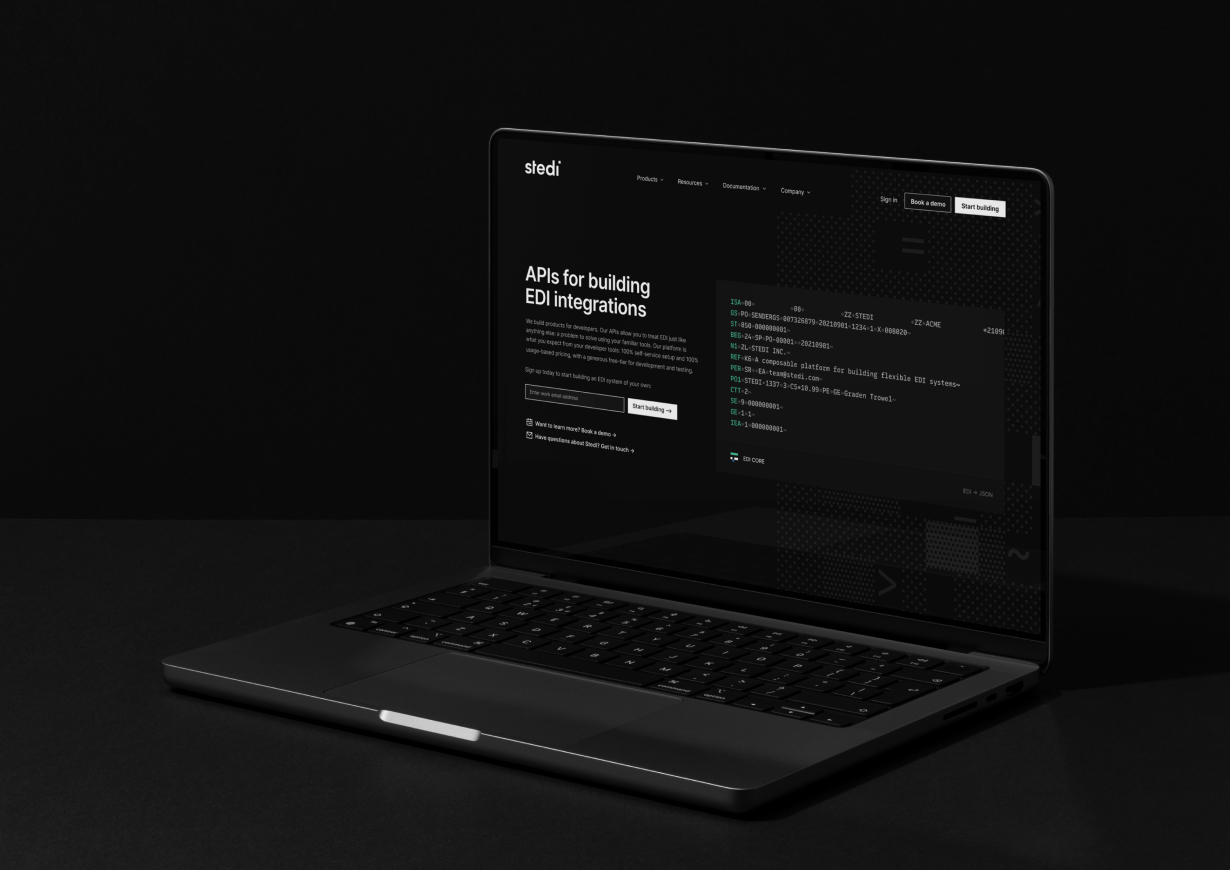 stedi
Products
Resources
Documentation
Company
Sign in
Book a demo
Start building
APIs for building
EDI integrations
We build products for developers. Our APIs allow you to treat EDI just like
anything else: a problem to solve using your familiar tools. Our platform is
what you expect from your developer tools: 100% self-service setup and 100%
usage-based pricing, with a generous free-tier for development and testing.
Sign up today to start building an EDI system of your own:
Enter work email address
Start building →
Want to learn more? Book a demo →
Have questions about Stedi? Get in touch →
ISA*00* *00* *ZZ*STEDI *ZZ*ACME
GS*PO*SENDERGS*007326879*20210901*1234*1*X*008020~
ST*850*000000001~
BEG*24*SP*PO-00001**20210901~
N1*2L*STEDI INC.~
REF*K6*A composable platform for building flexible EDI systems~
PER*SR**EA*team@stedi.com~
PO1*STEDI-1337*3*C5*10.99*PE*GE*Graden Trowel~
CTT*2~
SE*9*000000001~
GE*1*1~
IEA*1*000000001~
EDI CORE
EDI → JSON
=
~
>